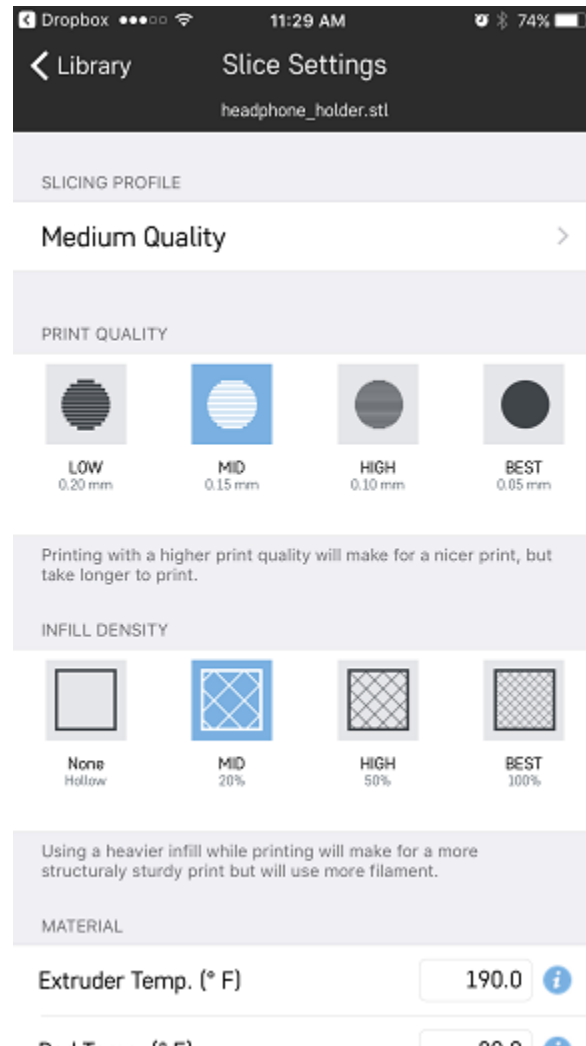 Dropbox 11:29 AM 74%
Library Slice Settings
headphone_holder.stl
SLICING PROFILE
Medium Quality
PRINT QUALITY
LOW MID HIGH BEST
0.20 mm 0.15 mm 0.10 mm 0.05 mm
Printing with a higher print quality will make for a nicer print, but
take longer to print.
INFILL DENSITY
None MID HIGH BEST
Hollow 20% 50% 100%
Using a heavier infill while printing will make for a more
structuraly sturdy print but will use more filament.
MATERIAL
Extruder Temp. (° F) 190.0